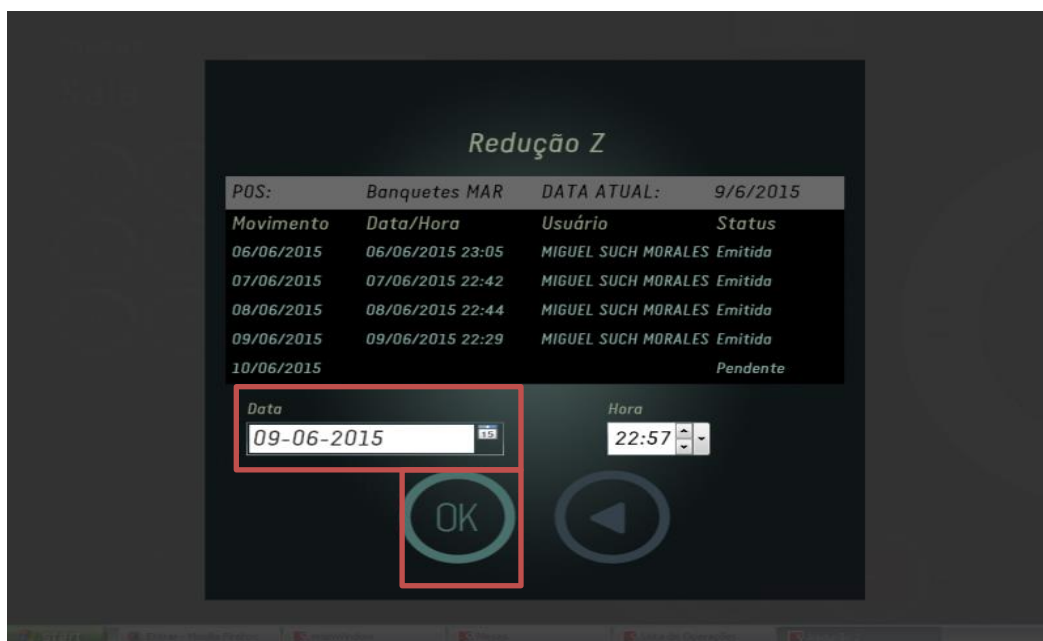 Redução Z
POS: Banquetes MAR DATA ATUAL: 9/6/2015
Movimento Data/Hora Usuário Status
06/06/2015 06/06/2015 23:05 MIGUEL SUCH MORALES Emitida
07/06/2015 07/06/2015 22:42 MIGUEL SUCH MORALES Emitida
08/06/2015 08/06/2015 22:44 MIGUEL SUCH MORALES Emitida
09/06/2015 09/06/2015 22:29 MIGUEL SUCH MORALES Emitida
10/06/2015 Pendente
Data Hora
09-06-2015 15 22:57
OK